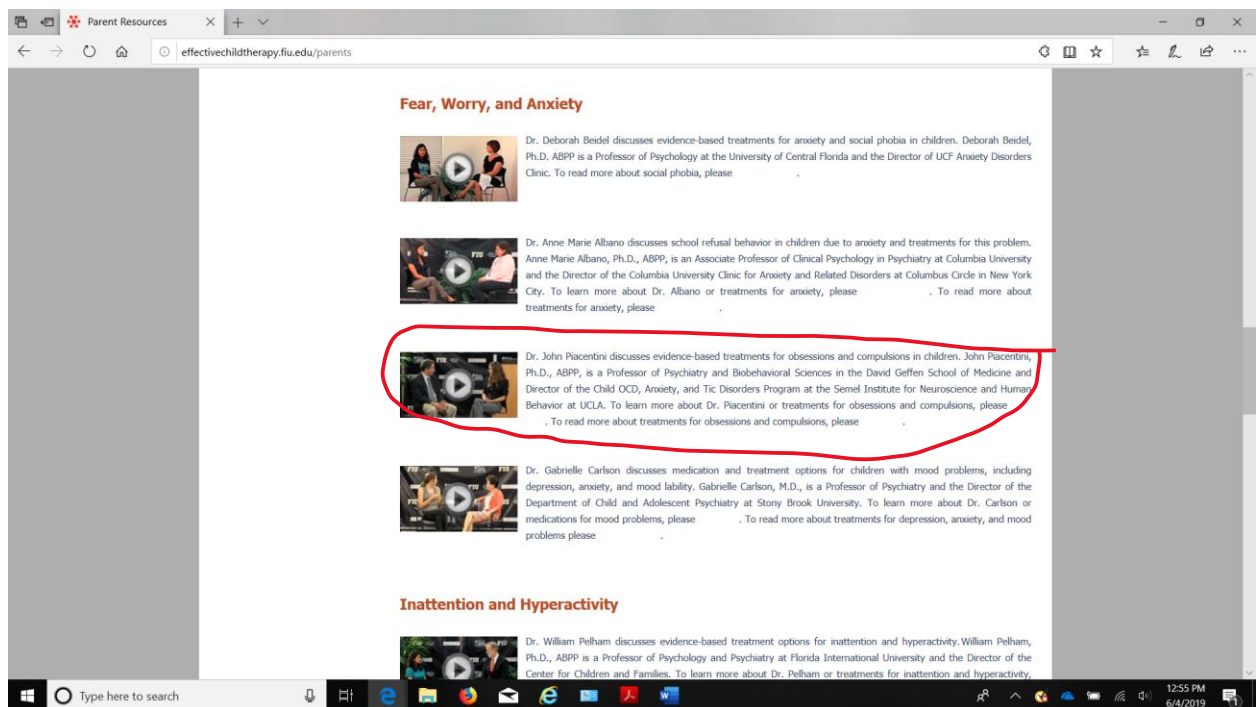 Parent Resources
effectivechildtherapy.fiu.edu/parents
Fear, Worry, and Anxiety
Dr. Deborah Beidel discusses evidence-based treatments for anxiety and social phobia in children. Deborah Beidel,
Ph.D. ABPP is a Professor of Psychology at the University of Central Florida and the Director of UCF Anxiety Disorders
Clinic. To read more about social phobia, please .
FIU
Dr. Anne Marie Albano discusses school refusal behavior in children due to anxiety and treatments for this problem.
Anne Marie Albano, Ph.D., ABPP, is an Associate Professor of Clinical Psychology in Psychiatry at Columbia University
and the Director of the Columbia University Clinic for Anxiety and Related Disorders at Columbus Circle in New York
City. To learn more about Dr. Albano or treatments for anxiety, please . To read more about
treatments for anxiety, please .
Dr. John Piacentini discusses evidence-based treatments for obsessions and compulsions in children. John Piacentini,
Ph.D., ABPP, is a Professor of Psychiatry and Biobehavioral Sciences in the David Geffen School of Medicine and
Director of the Child OCD, Anxiety, and Tic Disorders Program at the Semel Institute for Neuroscience and Human
Behavior at UCLA. To learn more about Dr. Piacentini or treatments for obsessions and compulsions, please
. To read more about treatments for obsessions and compulsions, please .
Dr. Gabrielle Carlson discusses medication and treatment options for children with mood problems, including
depression, anxiety, and mood lability. Gabrielle Carlson, M.D., is a Professor of Psychiatry and the Director of the
Department of Child and Adolescent Psychiatry at Stony Brook University. To learn more about Dr. Carlson or
medications for mood problems, please . To read more about treatments for depression, anxiety, and mood
problems please .
Inattention and Hyperactivity
Dr. William Pelham discusses evidence-based treatment options for inattention and hyperactivity. William Pelham,
Ph.D., ABPP is a Professor of Psychology and Psychiatry at Florida International University and the Director of the
Center for Children and Families. To learn more about Dr. Pelham or treatments for inattention and hyperactivity,
Type here to search
12:55 PM
6/4/2019